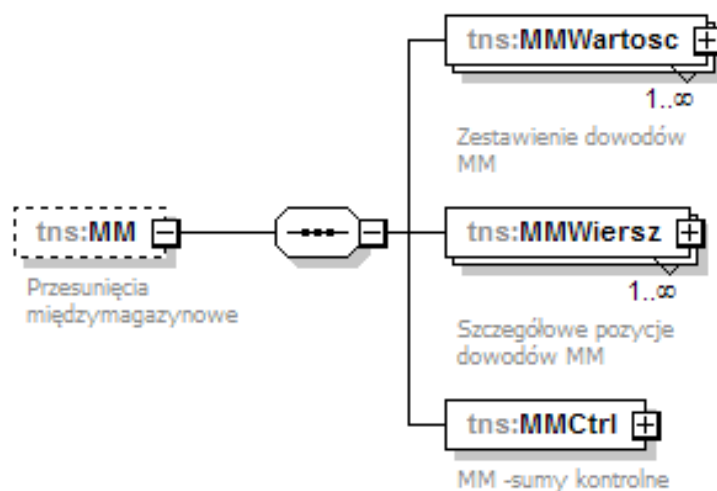 tns:MMWartosc
1..∞
Zestawienie dowodów
MM
tns:MM
Przesunięcia
międzymagazynowe
tns:MMWiersz
1..∞
Szczegółowe pozycje
dowodów MM
tns:MMCtrl
MM -sumy kontrolne